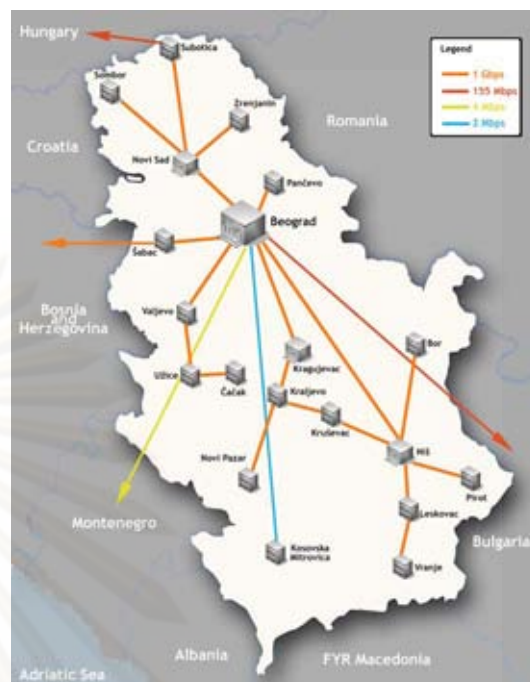 Hungary
Subotica
Legend
1 Gbps
155 Mbps
4 Mbps
2 Mbps
Sombor
Zrenjanin
Romania
Croatia
Novi Sad
Pančevo
Beograd
Šabac
Bosnia
and
Herzegovina
Valjevo
Bor
Kragujevac
Užice
Čačak
Kraljevo
Kruševac
Novi Pazar
Niš
Pirot
Leskovac
Montenegro
Bulgaria
Kosovska
Mitrovica
Vranje
Albania
FYR Macedonia
Adriatic Sea